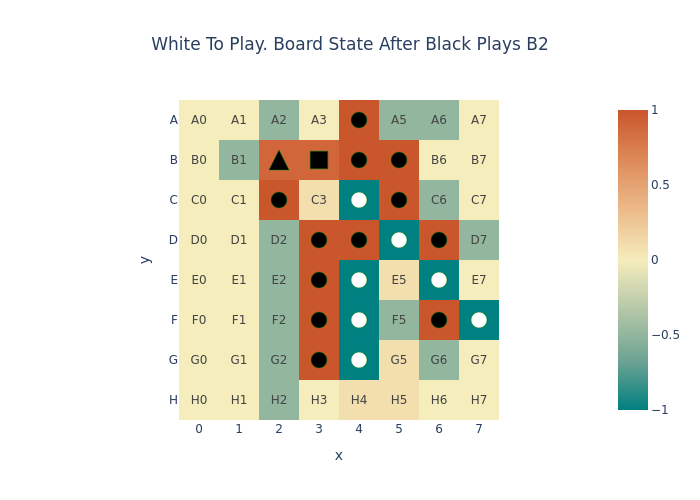 White To Play. Board State After Black Plays B2
A A0 A1 A2 A3 A5 A6 A7 1
B B0 B1 B6 B7
C C0 C1 C3 C6 C7 0.5
D D0 D1 D2 D7
y E E0 E1 E2 E5 E7 0
F F0 F1 F2 F5 −0.5
G G0 G1 G2 G5 G6 G7
H H0 H1 H2 H3 H4 H5 H6 H7 −1
0 1 2 3 4 5 6 7
x